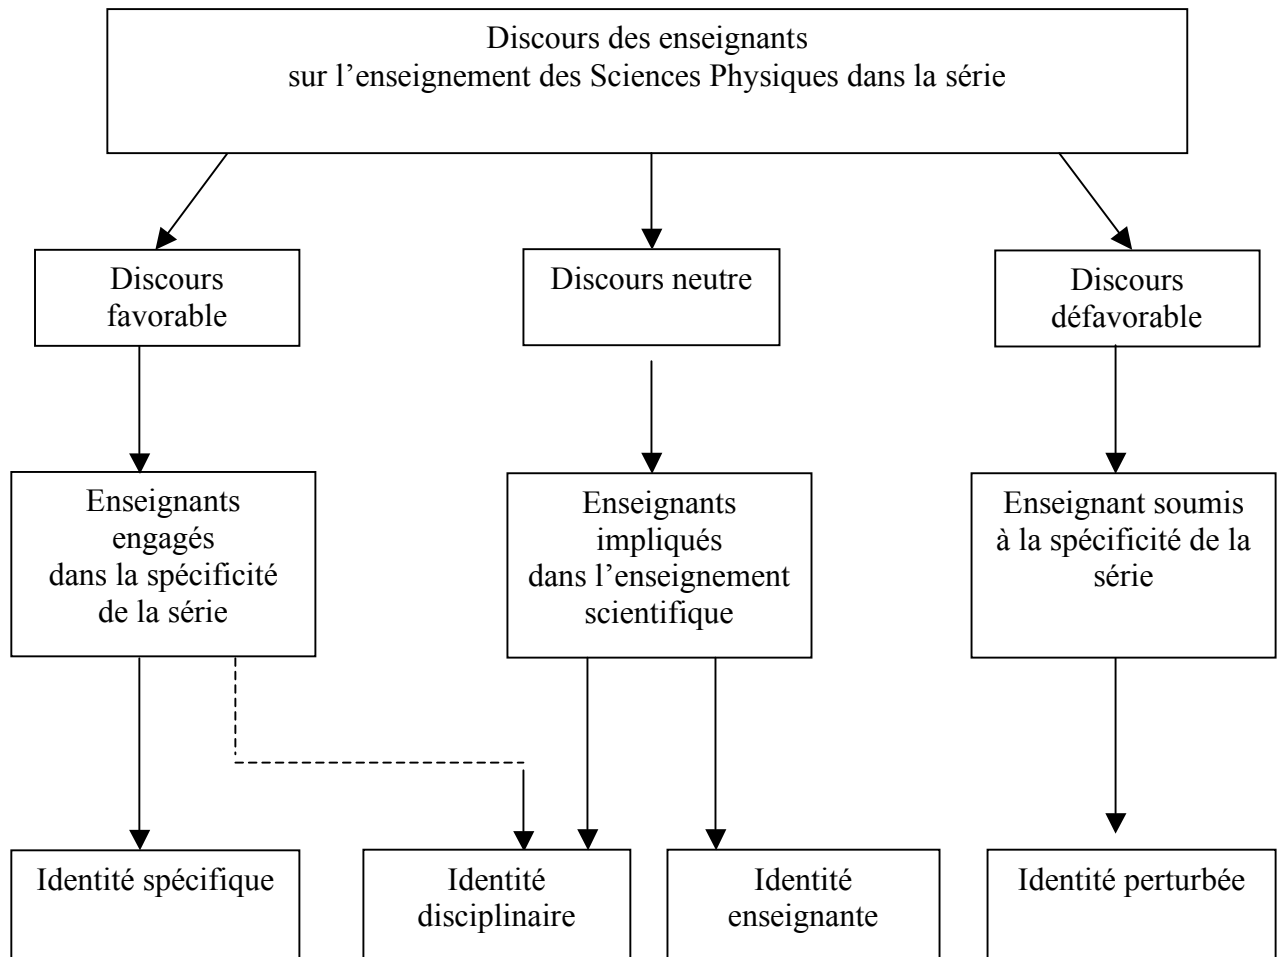 Discours des enseignants
sur l’enseignement des Sciences Physiques dans la série
Discours
favorable
Discours neutre
Discours
défavorable
Enseignants
engagés
dans la spécificité
de la série
Enseignants
impliqués
dans l’enseignement
scientifique
Enseignant soumis
à la spécificité de la
série
Identité spécifique
Identité
disciplinaire
Identité
enseignante
Identité perturbée